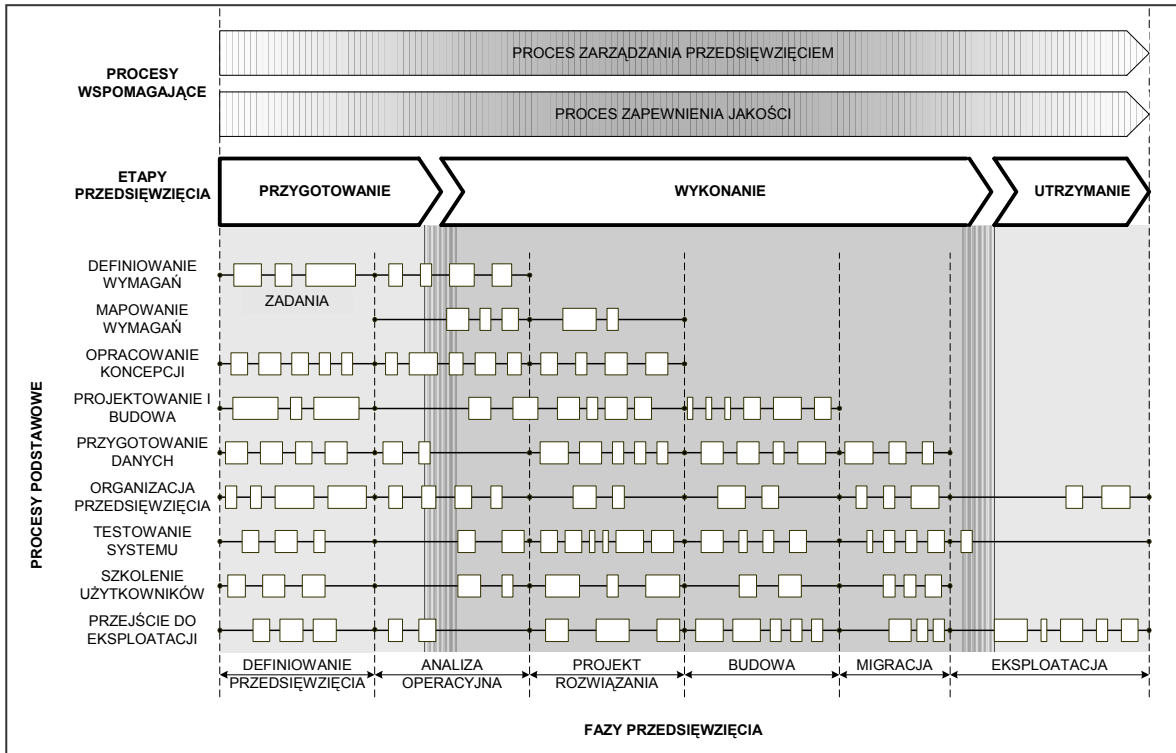 PROCESY
WSPOMAGAJĄCE
PROCES ZARZĄDZANIA PRZEDSIĘWZIĘCIEM
PROCES ZAPEWNIENIA JAKOŚCI
ETAPY
PRZEDSIĘWZIĘCIA
PRZYGOTOWANIE
WYKONANIE
UTRZYMANIE
PROCESY PODSTAWOWE
DEFINIOWANIE
WYMAGAŃ
ZADANIA
MAPOWANIE
WYMAGAŃ
OPRACOWANIE
KONCEPCJI
PROJEKTOWANIE I
BUDOWA
PRZYGOTOWANIE
DANYCH
ORGANIZACJA
PRZEDSIĘWZIĘCIA
TESTOWANIE
SYSTEMU
SZKOLENIE
UŻYTKOWNIKÓW
PRZEJŚCIE DO
EKSPLOATACJI
DEFINIOWANIE
PRZEDSIĘWZIĘCIA
ANALIZA
OPERACYJNA
PROJEKT
ROZWIĄZANIA
BUDOWA
MIGRACJA
EKSPLOATACJA
FAZY PRZEDSIĘWZIĘCIA